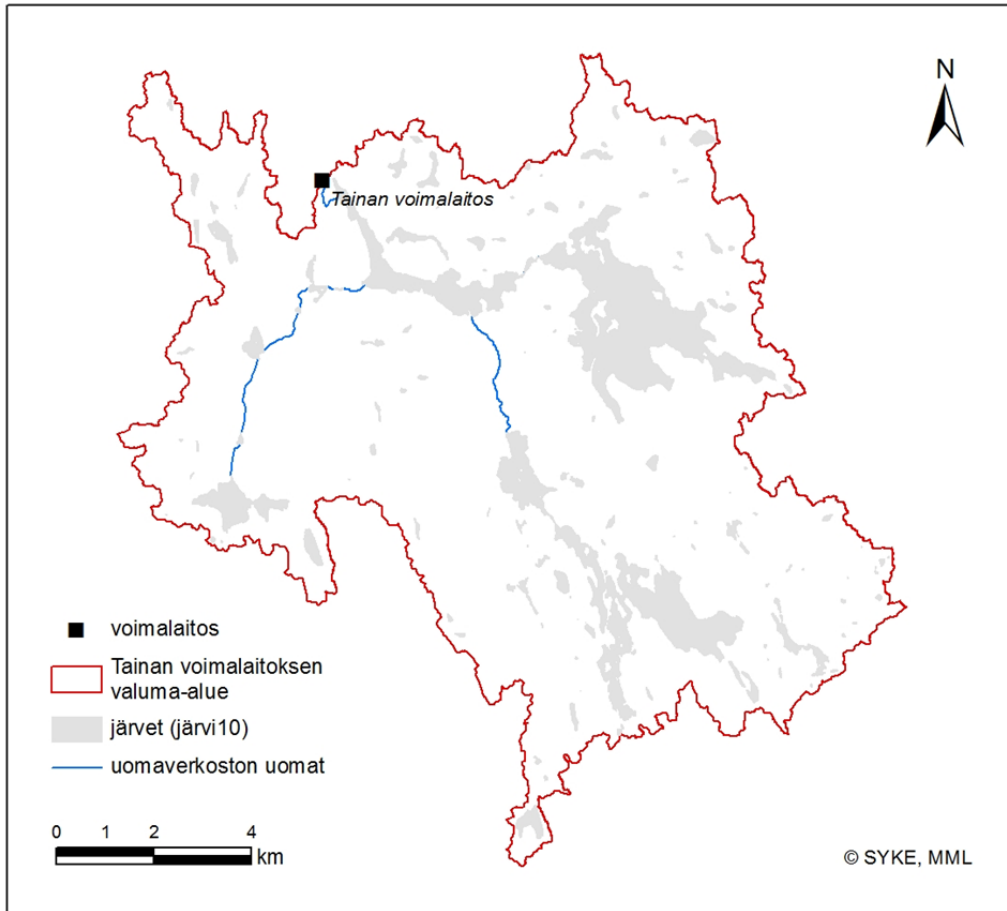 N
Tainan voimalaitos
voimalaitos
Tainan voimalaitoksen
valuma-alue
järvet (järvi10)
uomaverkoston uomat
0 1 2 4
km
© SYKE, MML